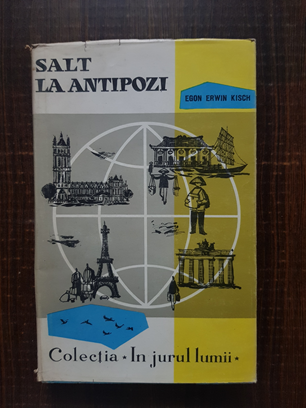 SALT
LA ANTIPOZI
EGON ERWIN KISCH
Colecția * In jurul lumii *